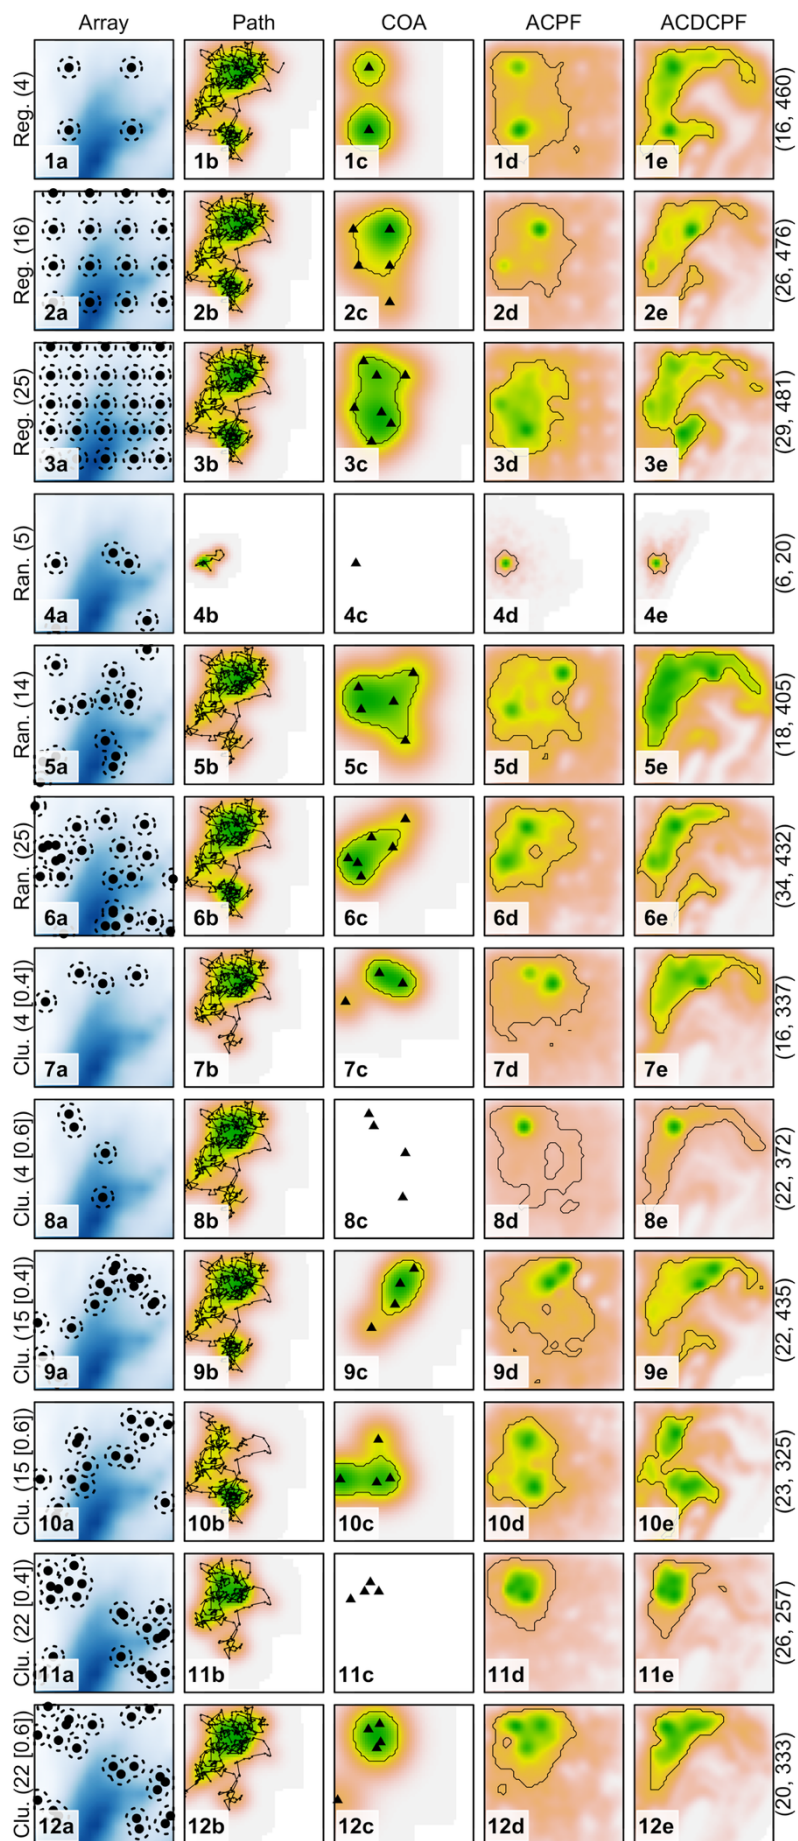 Array Path COA ACPF ACDCPF
Reg. (4) 1a 1b 1c 1d 1e (16, 460)
Reg. (16) 2a 2b 2c 2d 2e (26, 476)
Reg. (25) 3a 3b 3c 3d 3e (29, 481)
Ran. (5) 4a 4b 4c 4d 4e (6, 20)
Ran. (14) 5a 5b 5c 5d 5e (18, 405)
Ran. (25) 6a 6b 6c 6d 6e (34, 432)
Clu. (4 [0.4]) 7a 7b 7c 7d 7e (16, 337)
Clu. (4 [0.6]) 8a 8b 8c 8d 8e (22, 372)
Clu. (15 [0.4]) 9a 9b 9c 9d 9e (22, 435)
Clu. (15 [0.6]) 10a 10b 10c 10d 10e (23, 325)
Clu. (22 [0.4]) 11a 11b 11c 11d 11e (26, 257)
Clu. (22 [0.6]) 12a 12b 12c 12d 12e (20, 333)